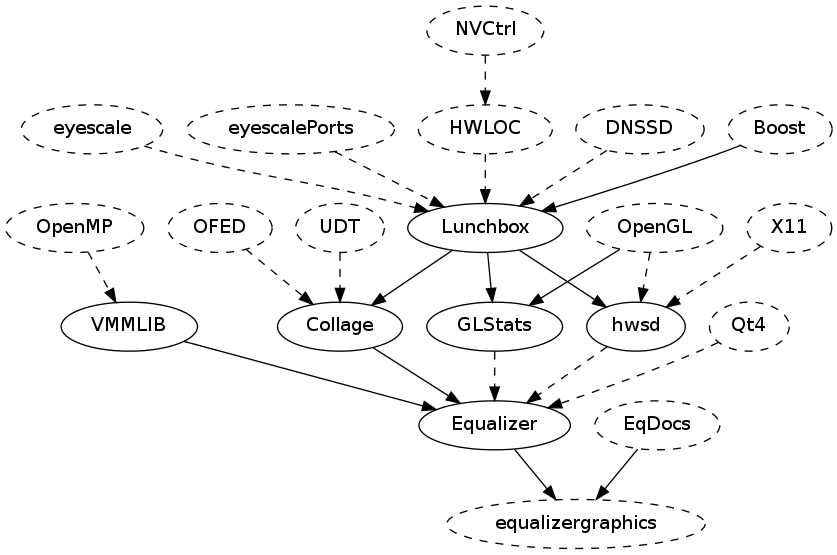 NVCtrl
eyescale
eyescalePorts
HWLOC
DNSSD
Boost
OpenMP
OFED
UDT
Lunchbox
OpenGL
X11
VMMLIB
Collage
GLStats
hwsd
Qt4
Equalizer
EqDocs
equalizergraphics